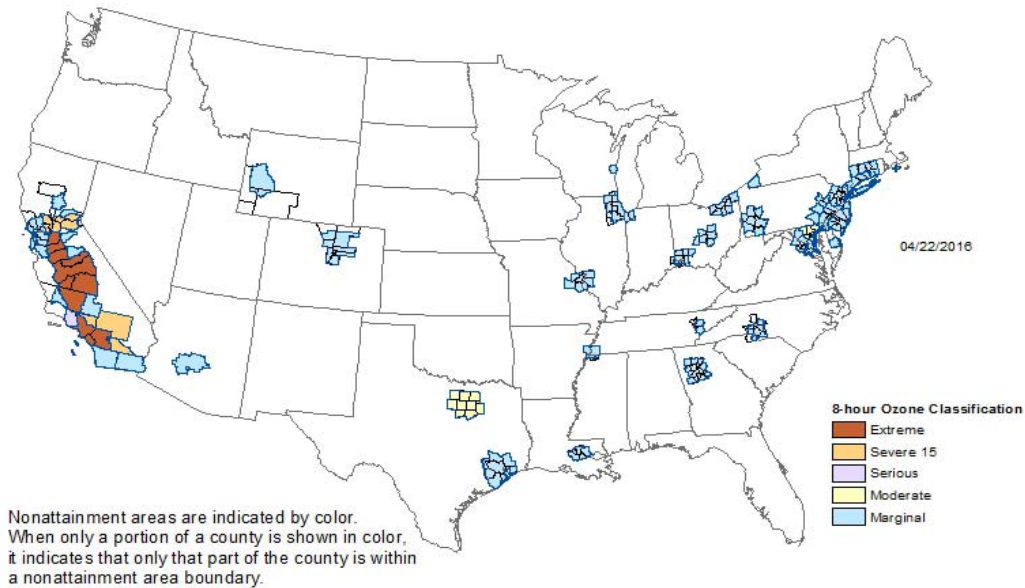 04/22/2016
8-hour Ozone Classification
Extreme
Severe 15
Serious
Moderate
Marginal
Nonattainment areas are indicated by color.
When only a portion of a county is shown in color,
it indicates that only that part of the county is within
a nonattainment area boundary.